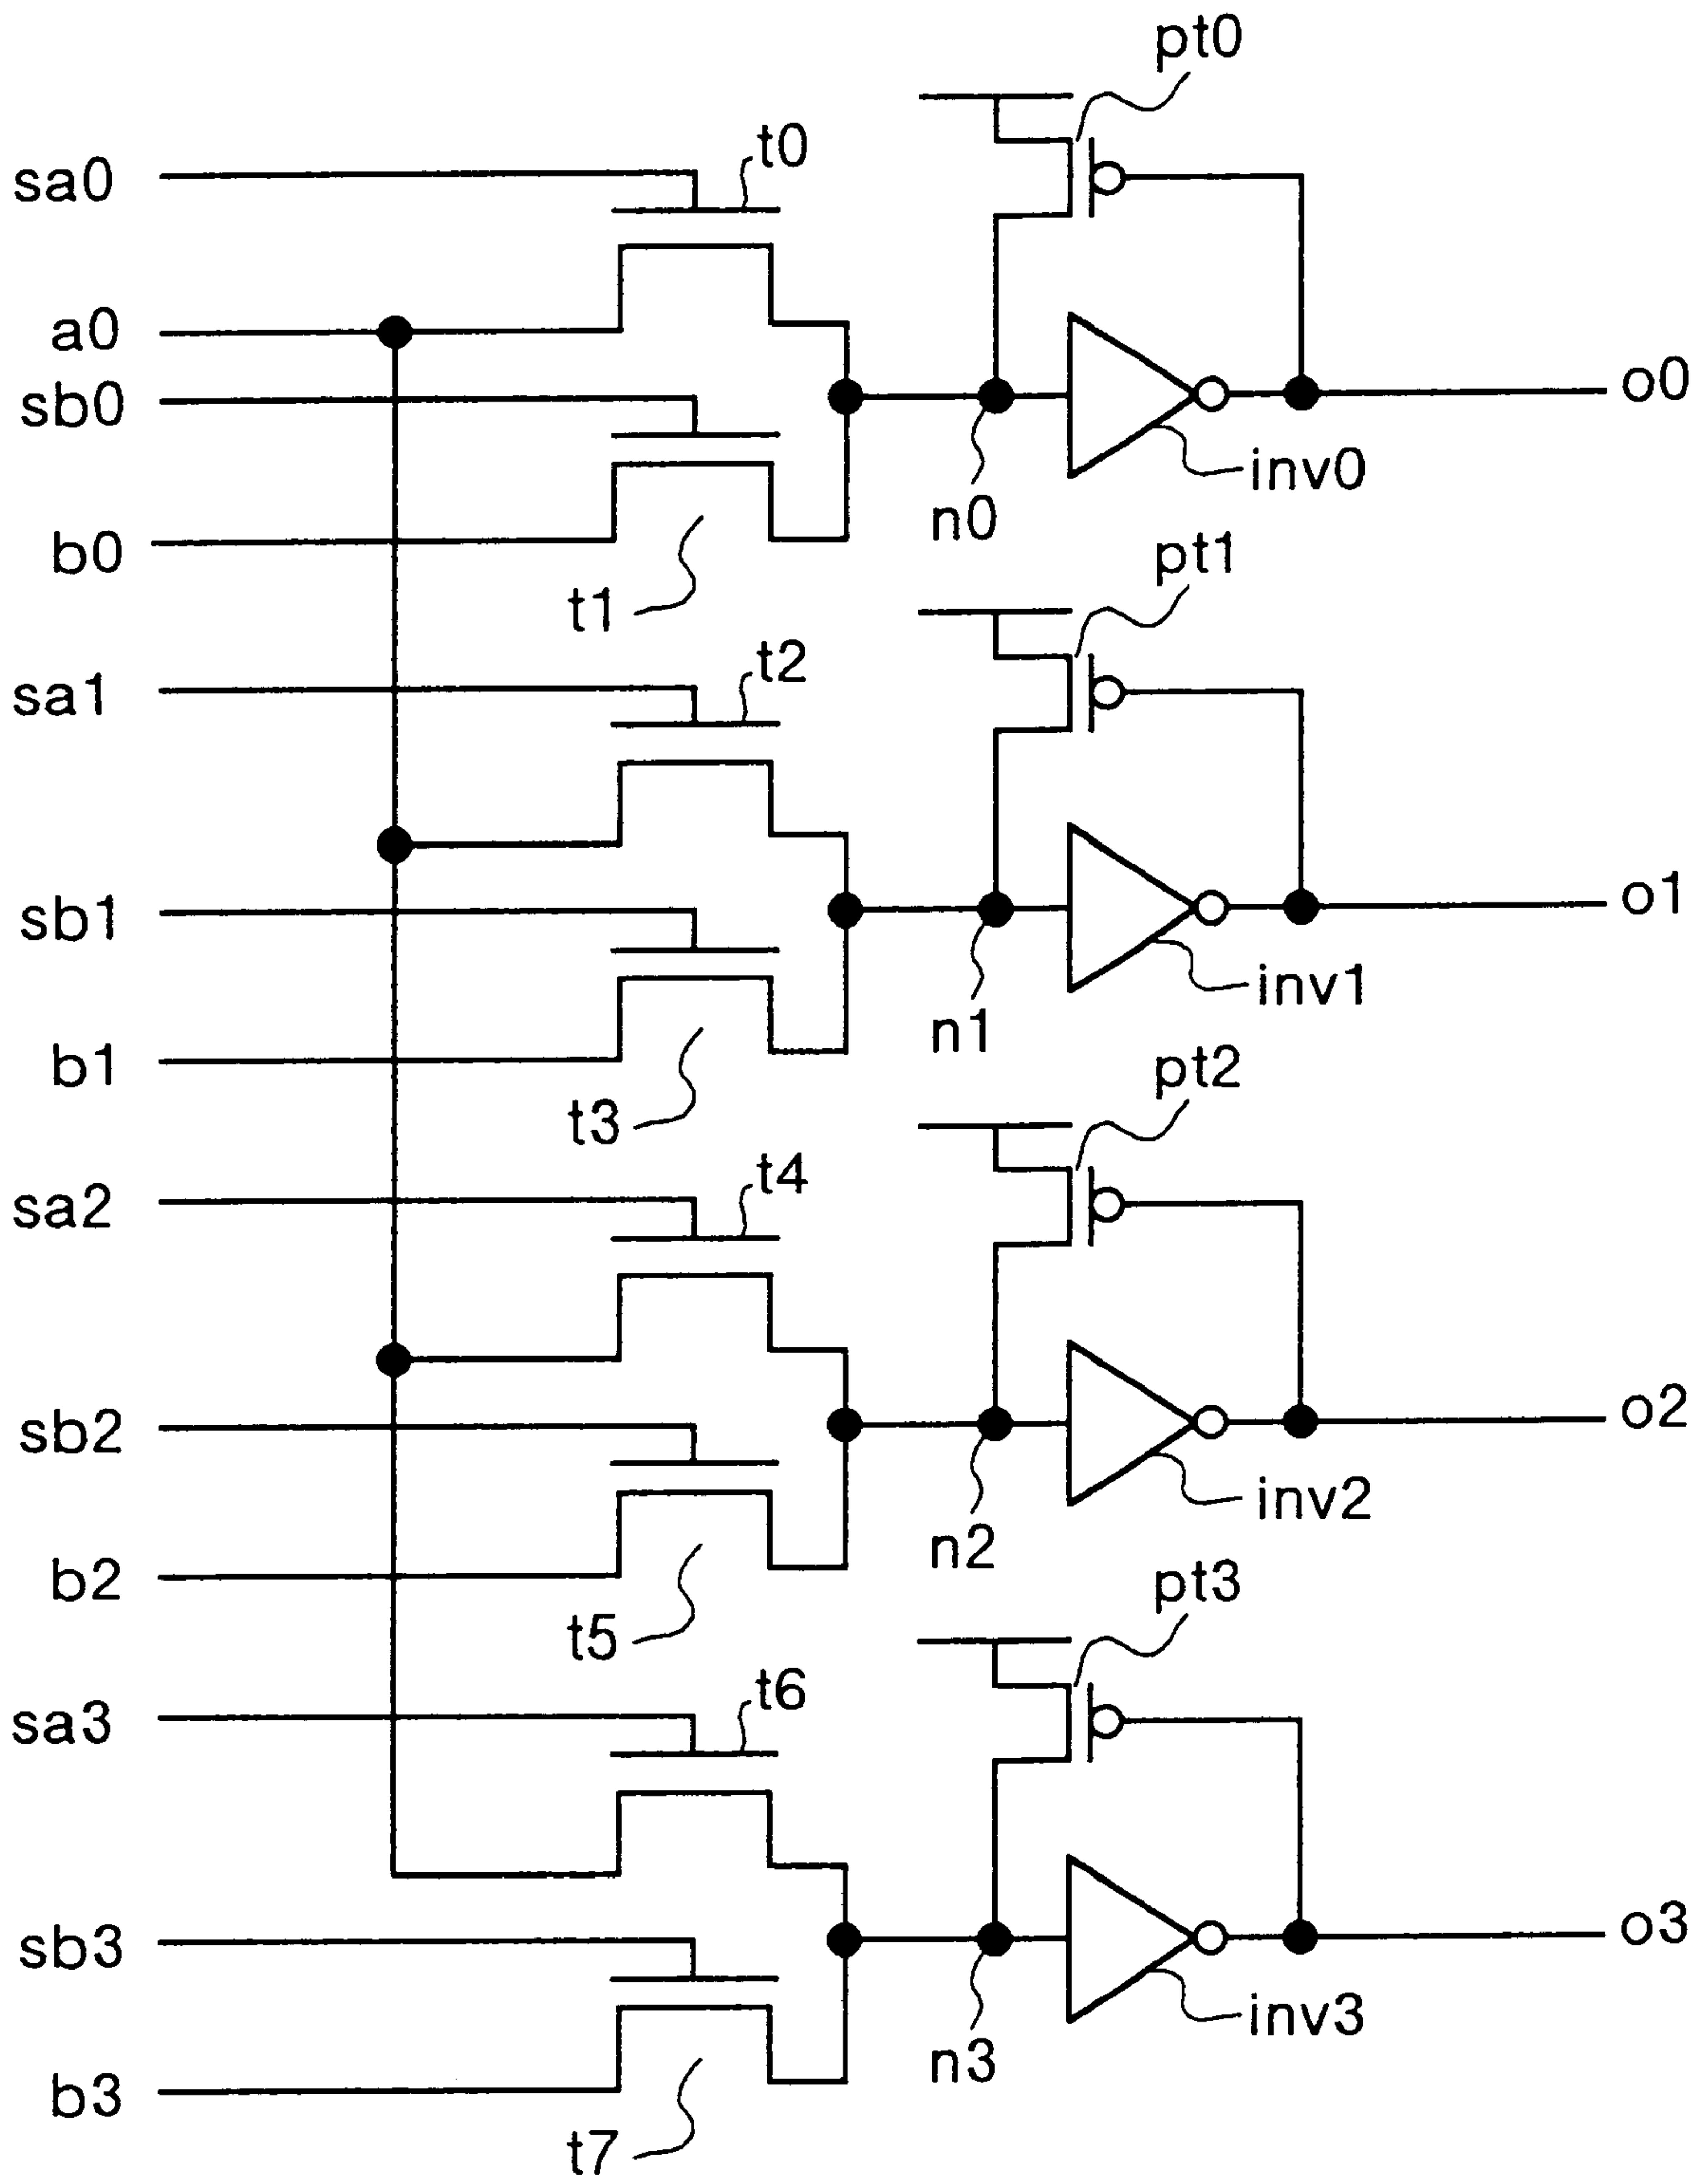 pt0
t0
sa0
a0
o0
sb0
inv0
n0
b0
pt1
t1
t2
sa1
o1
sb1
inv1
n1
b1
pt2
t3
t4
sa2
o2
sb2
inv2
n2
b2
pt3
t5
t6
sa3
o3
sb3
inv3
n3
b3
t7